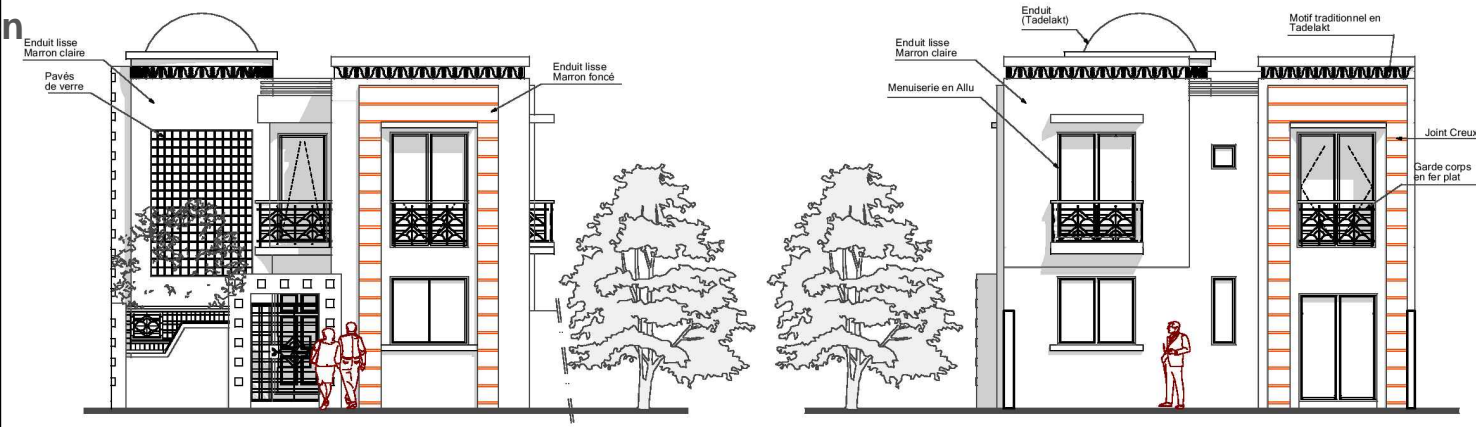 n
Enduit lisse
Marron claire
Pavés
de verre
Enduit lisse
Marron foncé
Enduit
(Tadelakt)
Enduit lisse
Marron claire
Menuiserie en Allu
Motif traditionnel en
Tadelakt
Joint Creux
Garde corps
en fer plat